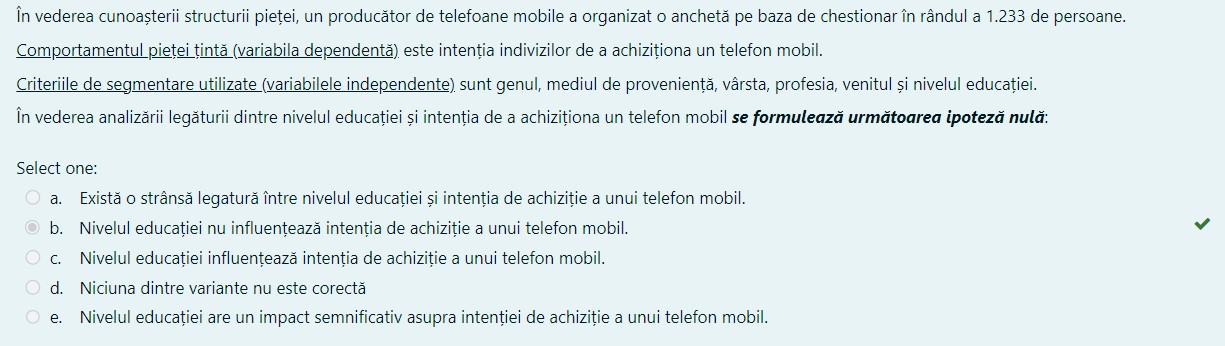 În vederea cunoașterii structurii pieței, un producător de telefoane mobile a organizat o anchetă pe baza de chestionar în rândul a 1.233 de persoane.
Comportamentul pieței țintă (variabila dependentă) este intenția indivizilor de a achiziționa un telefon mobil.
Criteriile de segmentare utilizate (variabilele independente) sunt genul, mediul de proveniență, vârsta, profesia, venitul și nivelul educației.
În vederea analizării legăturii dintre nivelul educației și intenția de a achiziționa un telefon mobil se formulează următoarea ipoteză nulă:
Select one:
a. Există o strânsă legatură între nivelul educației și intenția de achiziție a unui telefon mobil.
b. Nivelul educației nu influențează intenția de achiziție a unui telefon mobil.
c. Nivelul educației influențează intenția de achiziție a unui telefon mobil.
d. Niciuna dintre variante nu este corectă
e. Nivelul educației are un impact semnificativ asupra intenției de achiziție a unui telefon mobil.